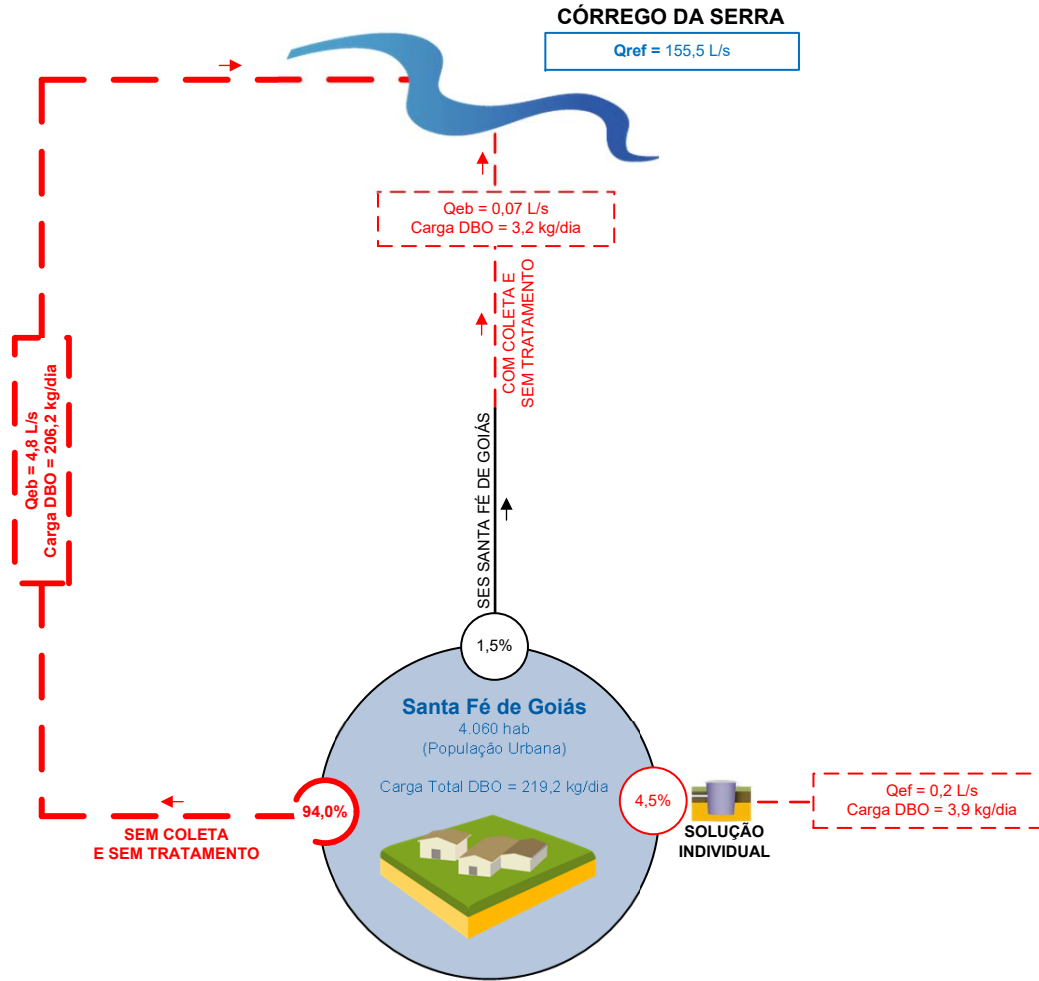 CÓRREGO DA SERRA
Qref = 155,5 L/s
Qeb = 0,07 L/s
Carga DBO = 3,2 kg/dia
COM COLETA E
SEM TRATAMENTO
Qeb = 4,8 L/s
Carga DBO = 206,2 kg/dia
SES SANTA FÉ DE GOIÁS
1,5%
Santa Fé de Goiás
4.060 hab
(População Urbana)
Carga Total DBO = 219,2 kg/dia
94,0%
SEM COLETA
E SEM TRATAMENTO
4,5%
SOLUÇÃO
INDIVIDUAL
Qef = 0,2 L/s
Carga DBO = 3,9 kg/dia